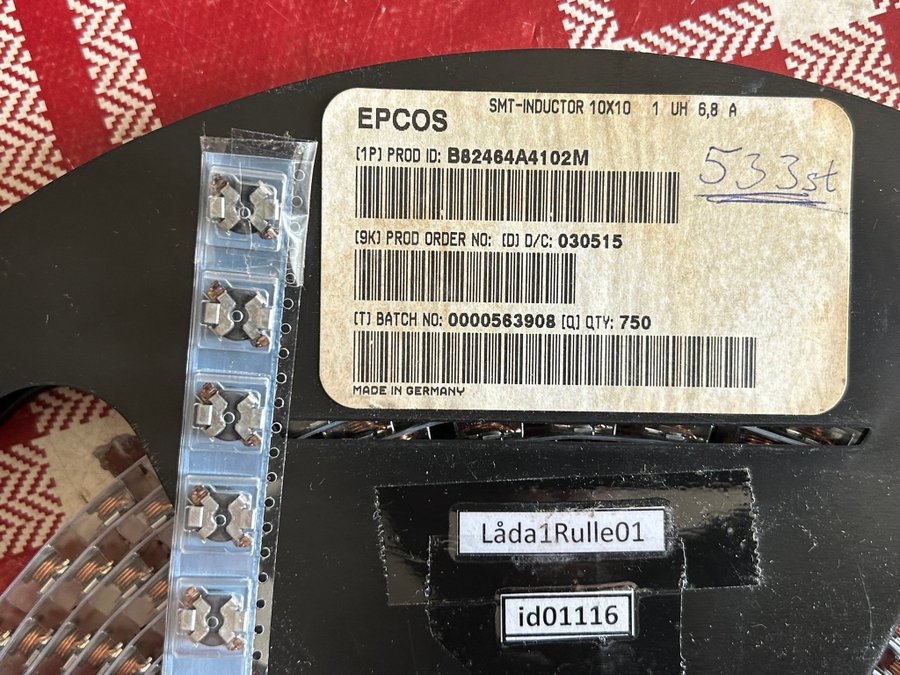 SMT-INDUCTOR 10X10 1 UH 6,8 A
EPCOS
[1P] PROD ID: B82464A4102M
533st
[9K] PROD ORDER NO: [D] D/C: 030515
[T] BATCH NO: 0000563908 [Q] QTY: 750
MADE IN GERMANY
Låda1Rulle01
id01116